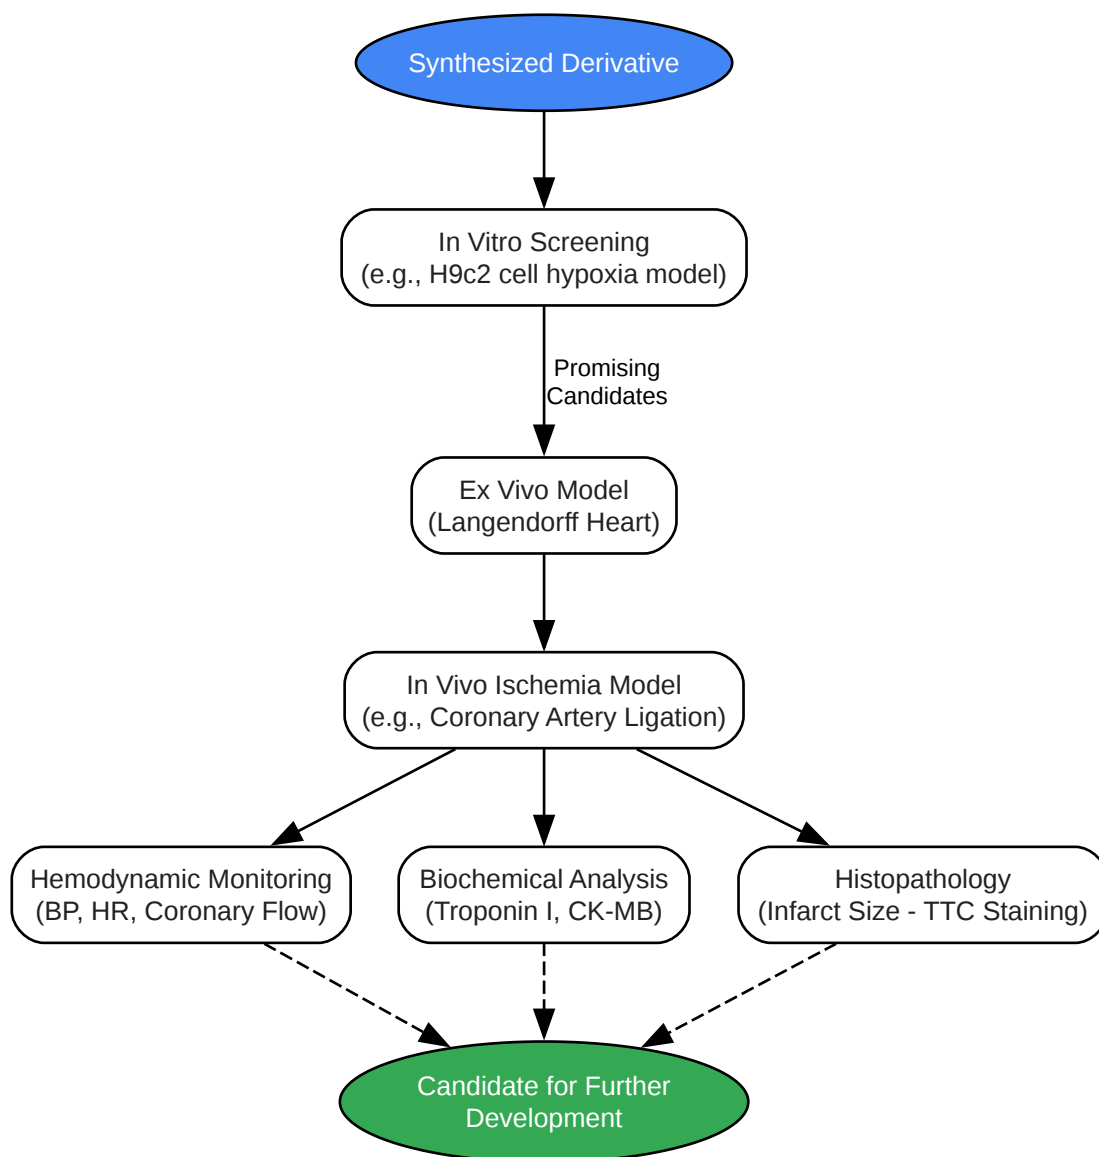 Synthesized Derivative
In Vitro Screening
(e.g., H9c2 cell hypoxia model)
Promising
Candidates
Ex Vivo Model
(Langendorff Heart)
In Vivo Ischemia Model
(e.g., Coronary Artery Ligation)
Hemodynamic Monitoring
(BP, HR, Coronary Flow)
Biochemical Analysis
(Troponin I, CK-MB)
Histopathology
(Infarct Size - TTC Staining)
Candidate for Further
Development